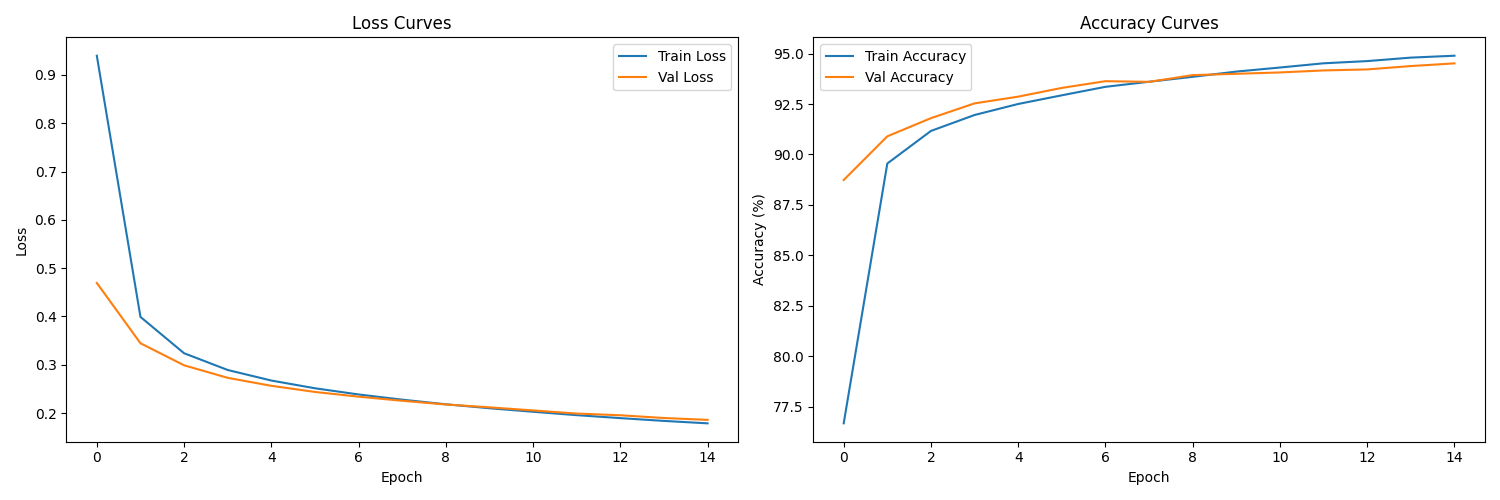 Loss Curves
Train Loss
Val Loss
0.9
0.8
0.7
0.6
0.5
0.4
0.3
0.2
Loss
0 2 4 6 8 10 12 14
Epoch
Accuracy Curves
Train Accuracy
Val Accuracy
95.0
92.5
90.0
87.5
85.0
82.5
80.0
77.5
Accuracy (%)
0 2 4 6 8 10 12 14
Epoch